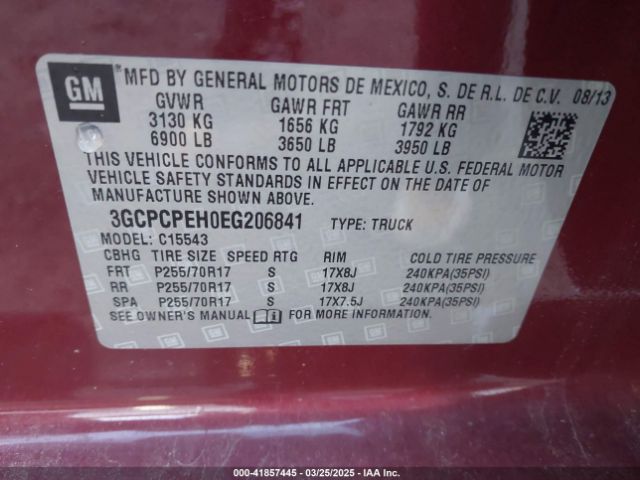 GM
MFD BY GENERAL MOTORS DE MEXICO, S. DE R.L. DE C.V. 08/13
GVWR GAWR FRT GAWR RR
3130 KG 1656 KG 1792 KG
6900 LB 3650 LB 3950 LB
THIS VEHICLE CONFORMS TO ALL APPLICABLE U.S. FEDERAL MOTOR
VEHICLE SAFETY STANDARDS IN EFFECT ON THE DATE OF
MANUFACTURE SHOWN ABOVE.
3GCPCPEH0EG206841 TYPE: TRUCK
MODEL: C15543
CBHG TIRE SIZE SPEED RTG RIM COLD TIRE PRESSURE
FRT P255/70R17 S 17X8J 240KPA(35PSI)
RR P255/70R17 S 17X8J 240KPA(35PSI)
SPA P255/70R17 S 17X7.5J 240KPA(35PSI)
SEE OWNER'S MANUAL FOR MORE INFORMATION.
000-41857445 - 03/25/2025 - IAA Inc.